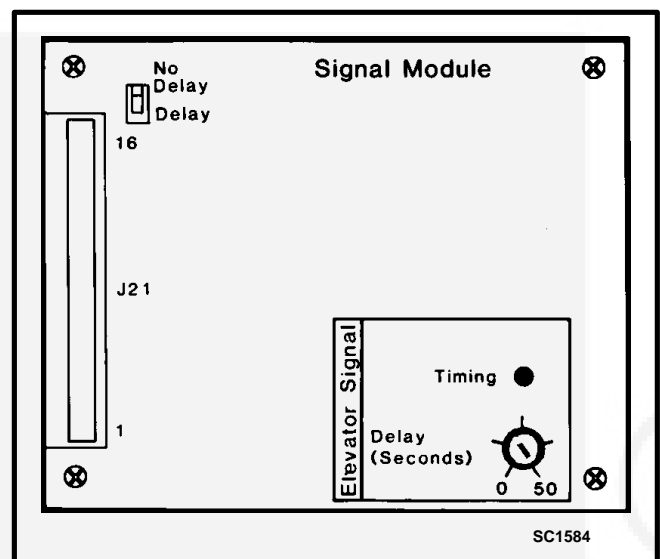 No
Delay
Delay
Signal Module
16
J21
1
Elevator Signal
Timing
Delay
(Seconds)
0 50
SC1584